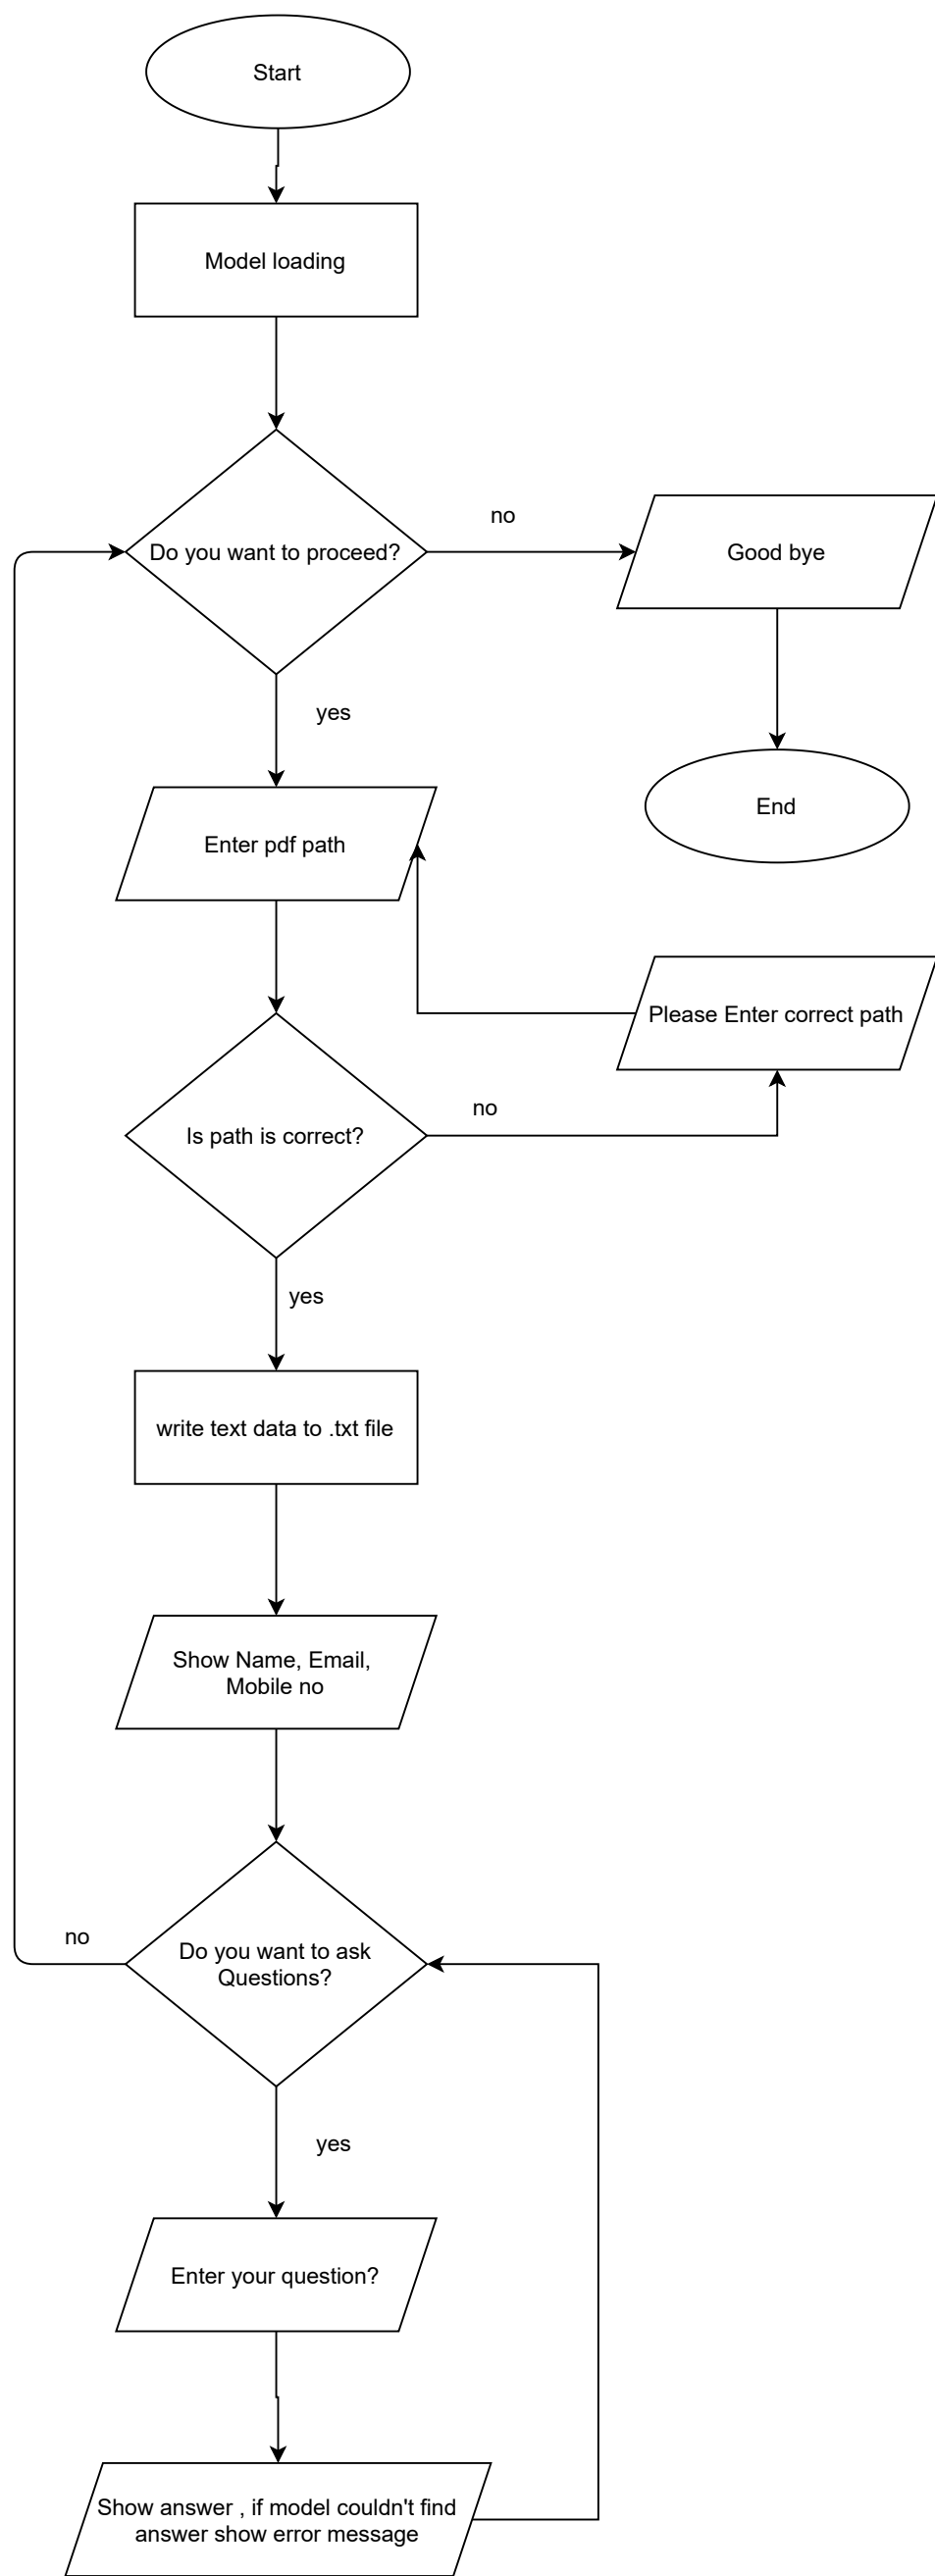 Start
Model loading
Do you want to proceed?
no
Good bye
yes
End
Enter pdf path
Please Enter correct path
no
Is path is correct?
yes
write text data to .txt file
Show Name, Email,
Mobile no
no
Do you want to ask
Questions?
yes
Enter your question?
Show answer , if model couldn't find
answer show error message